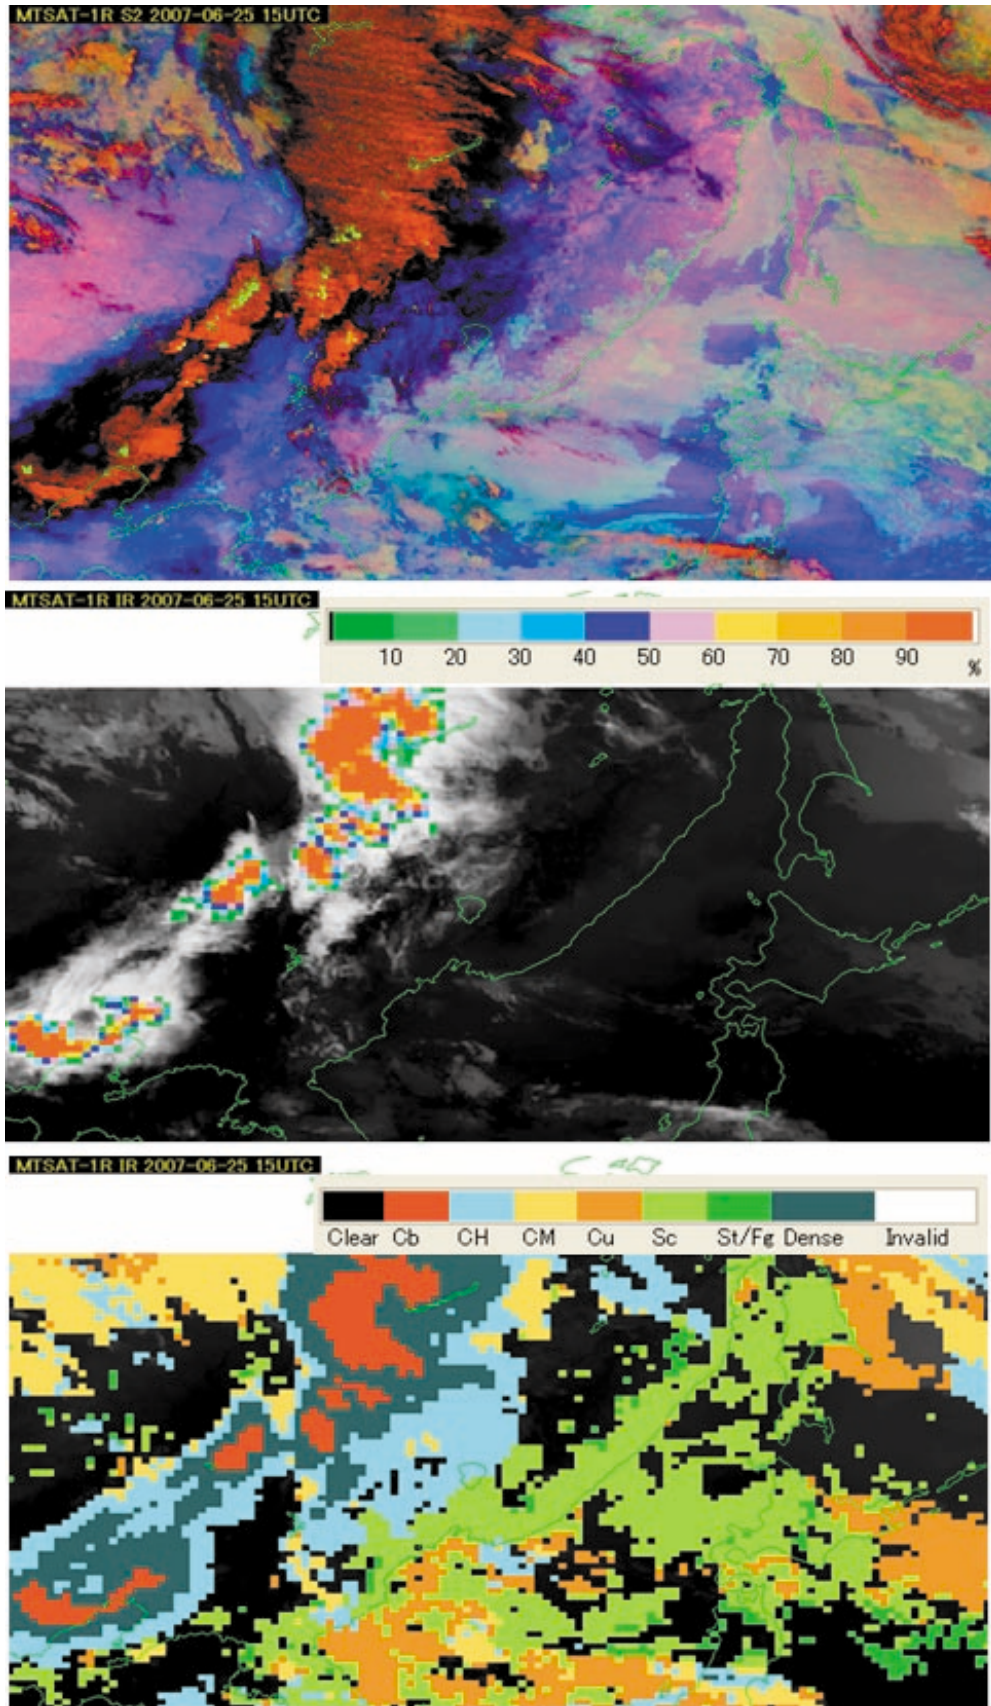 MTSAT-1R S2 2007-06-25 15UTC
MTSAT-1R IR 2007-06-25 15UTC
10 20 30 40 50 60 70 80 90 %
MTSAT-1R IR 2007-06-25 15UTC
Clear Cb CH CM Cu Sc St/Fg Dense Invalid